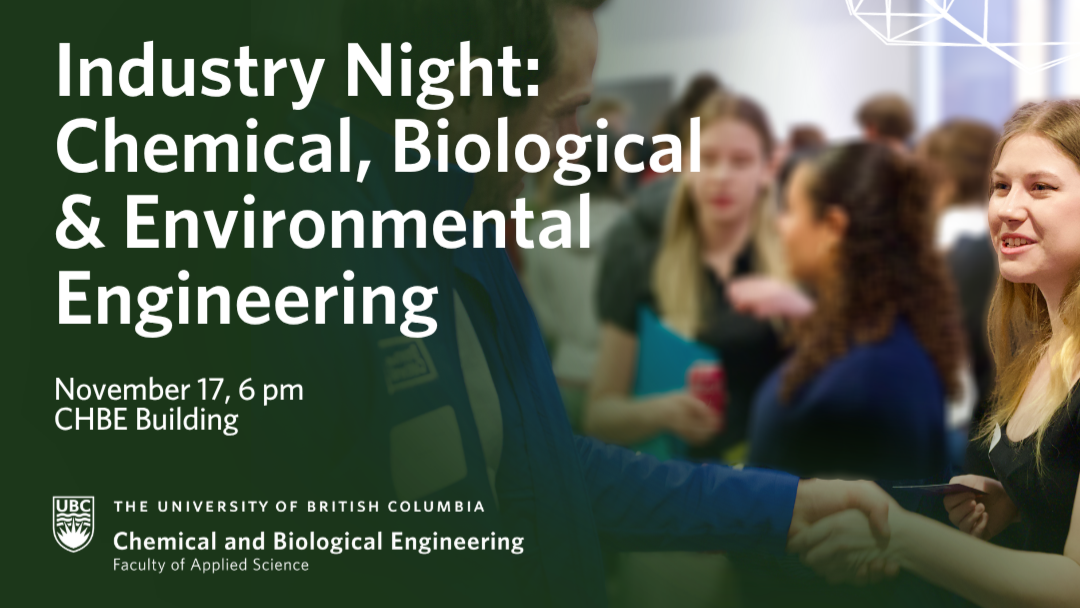 Industry Night:
Chemical, Biological
& Environmental
Engineering
November 17, 6 pm
CHBE Building
UBC
THE UNIVERSITY OF BRITISH COLUMBIA
Chemical and Biological Engineering
Faculty of Applied Science